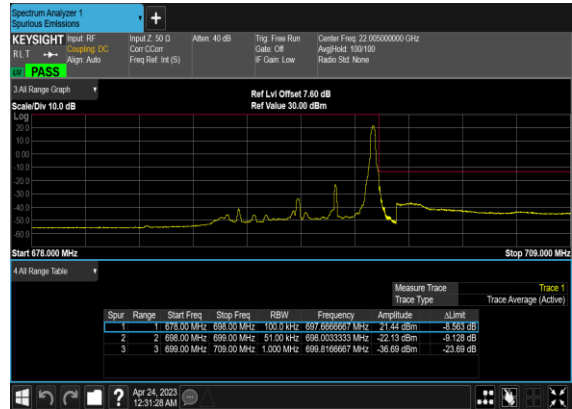 Spectrum Analyzer 1
Spurious Emissions
KEYSIGHT Input: RF Input Z: 50 Ω Atten: 40 dB Trig: Free Run Center Freq: 22.005000000 GHz
RLT Coupling: DC Corr CCorr Gate: Off Avg|Hold: 100/100
Align: Auto Freq Ref: Int (S) IF Gain: Low Radio Std: None
LW PASS
3 All Range Graph
Ref Lvl Offset 7.60 dB
Scale/Div 10.0 dB Ref Value 30.00 dBm
Log
20.0
10.0
0.00
-10.0
-20.0
-30.0
-40.0
-50.0
-60.0
Start 678.000 MHz Stop 709.000 MHz
4 All Range Table
Measure Trace Trace 1
Trace Type Trace Average (Active)
Spur Range Start Freq Stop Freq RBW Frequency Amplitude ΔLimit
1 1 678.00 MHz 698.00 MHz 100.0 kHz 697.6666667 MHz 21.44 dBm -8.563 dB
2 2 698.00 MHz 699.00 MHz 51.00 kHz 698.0033333 MHz -22.13 dBm -9.128 dB
3 3 699.00 MHz 709.00 MHz 1.000 MHz 699.8166667 MHz -36.69 dBm -23.69 dB
? Apr 24, 2023
12:31:28 AM